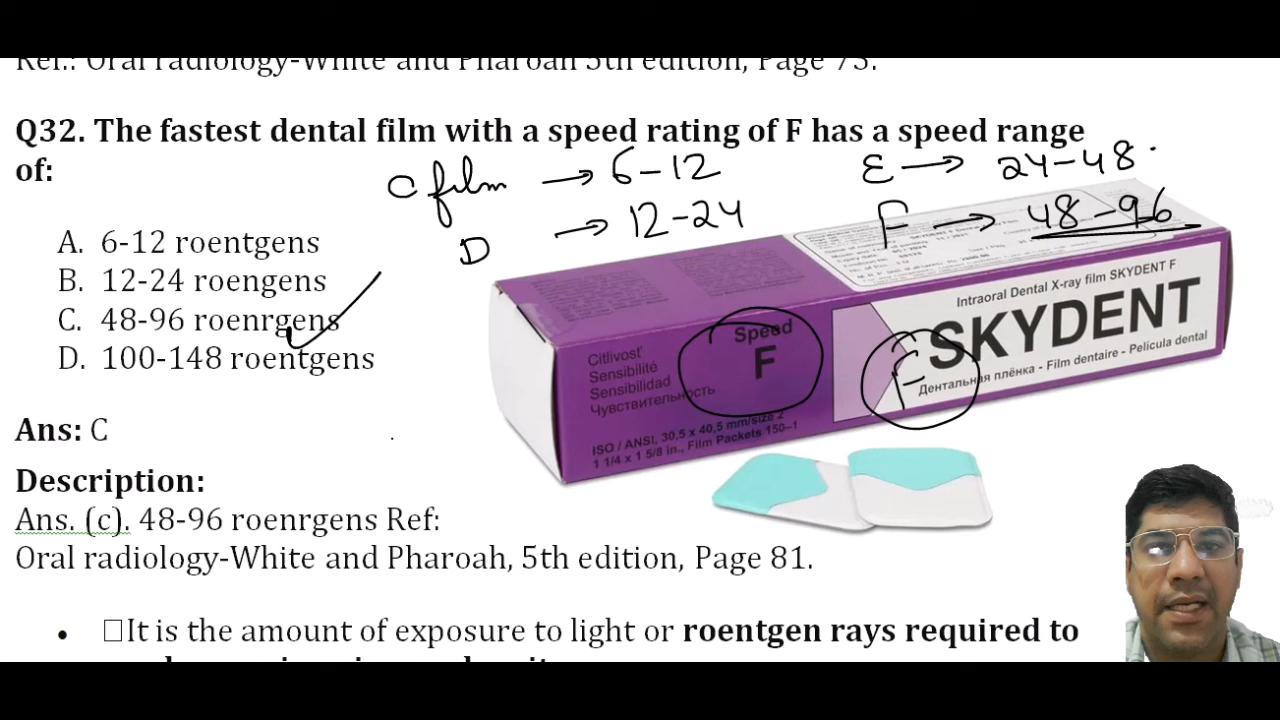 Ref.: Oral radiology-White and Pharoah 5th edition, Page 73.
Q32. The fastest dental film with a speed rating of F has a speed range
of:
C film → 6-12
D → 12-24
E → 24-48
F → 48-96
A. 6-12 roentgens
B. 12-24 roengens
C. 48-96 roenrgens
D. 100-148 roentgens
Ans: C
Description:
Ans. (c). 48-96 roenrgens Ref:
Oral radiology-White and Pharoah, 5th edition, Page 81.
• □It is the amount of exposure to light or roentgen rays required to
Speed
F
Citlivosť
Sensibilité
Sensibilidad
Чувствительность
ISO / ANSI, 30,5 x 40,5 mm/size 2
1 1/4 x 1 5/8 in., Film Packets 150–1
Intraoral Dental X-ray film SKYDENT F
SKYDENT
Дентальная плёнка - Film dentaire - Pelicula dental
F